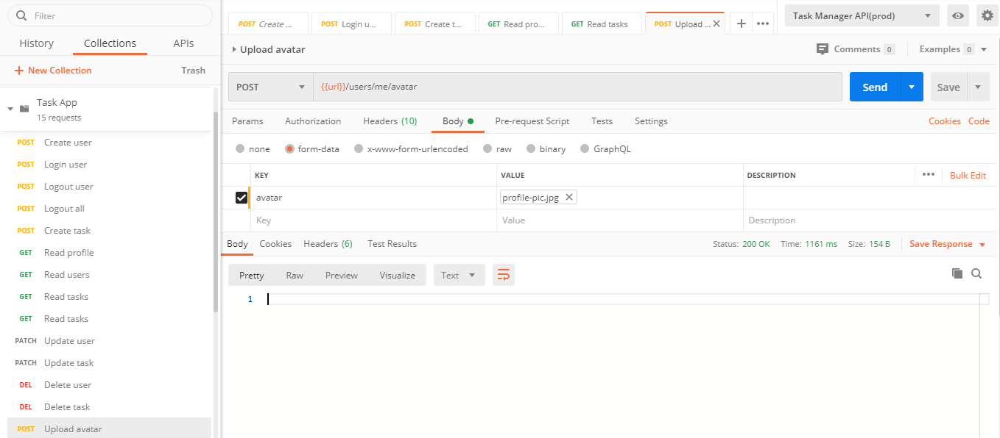 Filter
History Collections APIs
+ New Collection Trash
Task App
15 requests
POST Create user
POST Login user
POST Logout user
POST Logout all
POST Create task
GET Read profile
GET Read users
GET Read tasks
GET Read tasks
PATCH Update user
PATCH Update task
DEL Delete user
DEL Delete task
POST Upload avatar
POST Create ... POST Login u... POST Create t... GET Read pro... GET Read tasks POST Upload ... Task Manager API(prod)
Upload avatar Comments 0 Examples 0
POST {{url}}/users/me/avatar Send Save
Params Authorization Headers (10) Body Pre-request Script Tests Settings Cookies Code
none form-data x-www-form-urlencoded raw binary GraphQL
KEY VALUE DESCRIPTION ••• Bulk Edit
avatar profile-pic.jpg
Key Value Description
Body Cookies Headers (6) Test Results Status: 200 OK Time: 1161 ms Size: 154 B Save Response
Pretty Raw Preview Visualize Text
1